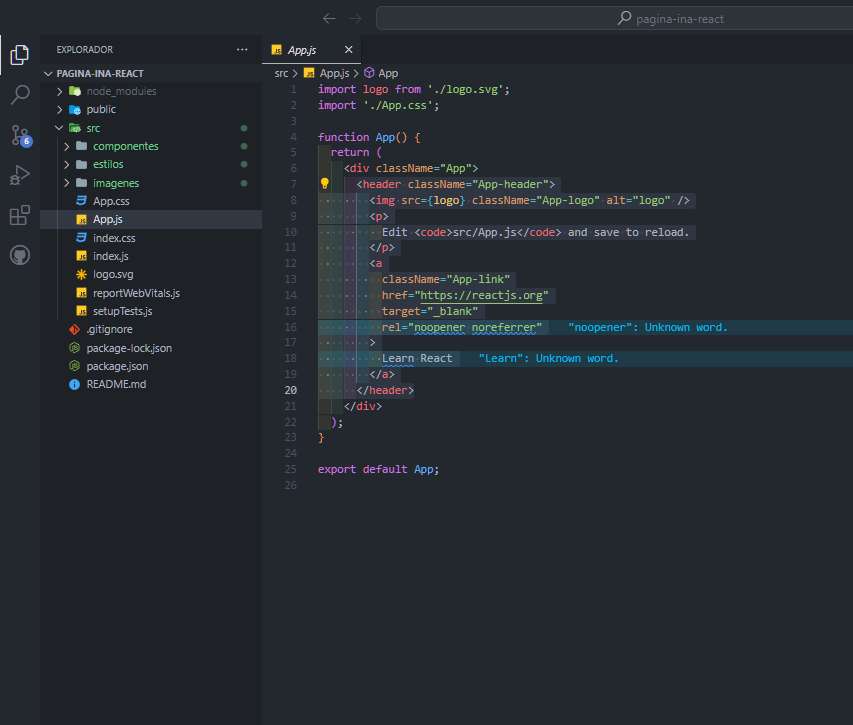 pagina-ina-react
EXPLORADOR
App.js
PAGINA-INA-REACT
src > App.js > App
node_modules
public
src
componentes
estilos
imagenes
App.css
App.js
index.css
index.js
logo.svg
reportWebVitals.js
setupTests.js
.gitignore
package-lock.json
package.json
README.md
6
1 import logo from './logo.svg';
2 import './App.css';
3
4 function App() {
5 return (
6 <div className="App">
7 <header className="App-header">
8 <img src={logo} className="App-logo" alt="logo" />
9 <p>
10 Edit <code>src/App.js</code> and save to reload.
11 </p>
12 <a
13 className="App-link"
14 href="https://reactjs.org"
15 target="_blank"
16 rel="noopener noreferrer" "noopener": Unknown word.
17 >
18 Learn React "Learn": Unknown word.
19 </a>
20 </header>
21 </div>
22 );
23 }
24
25 export default App;
26